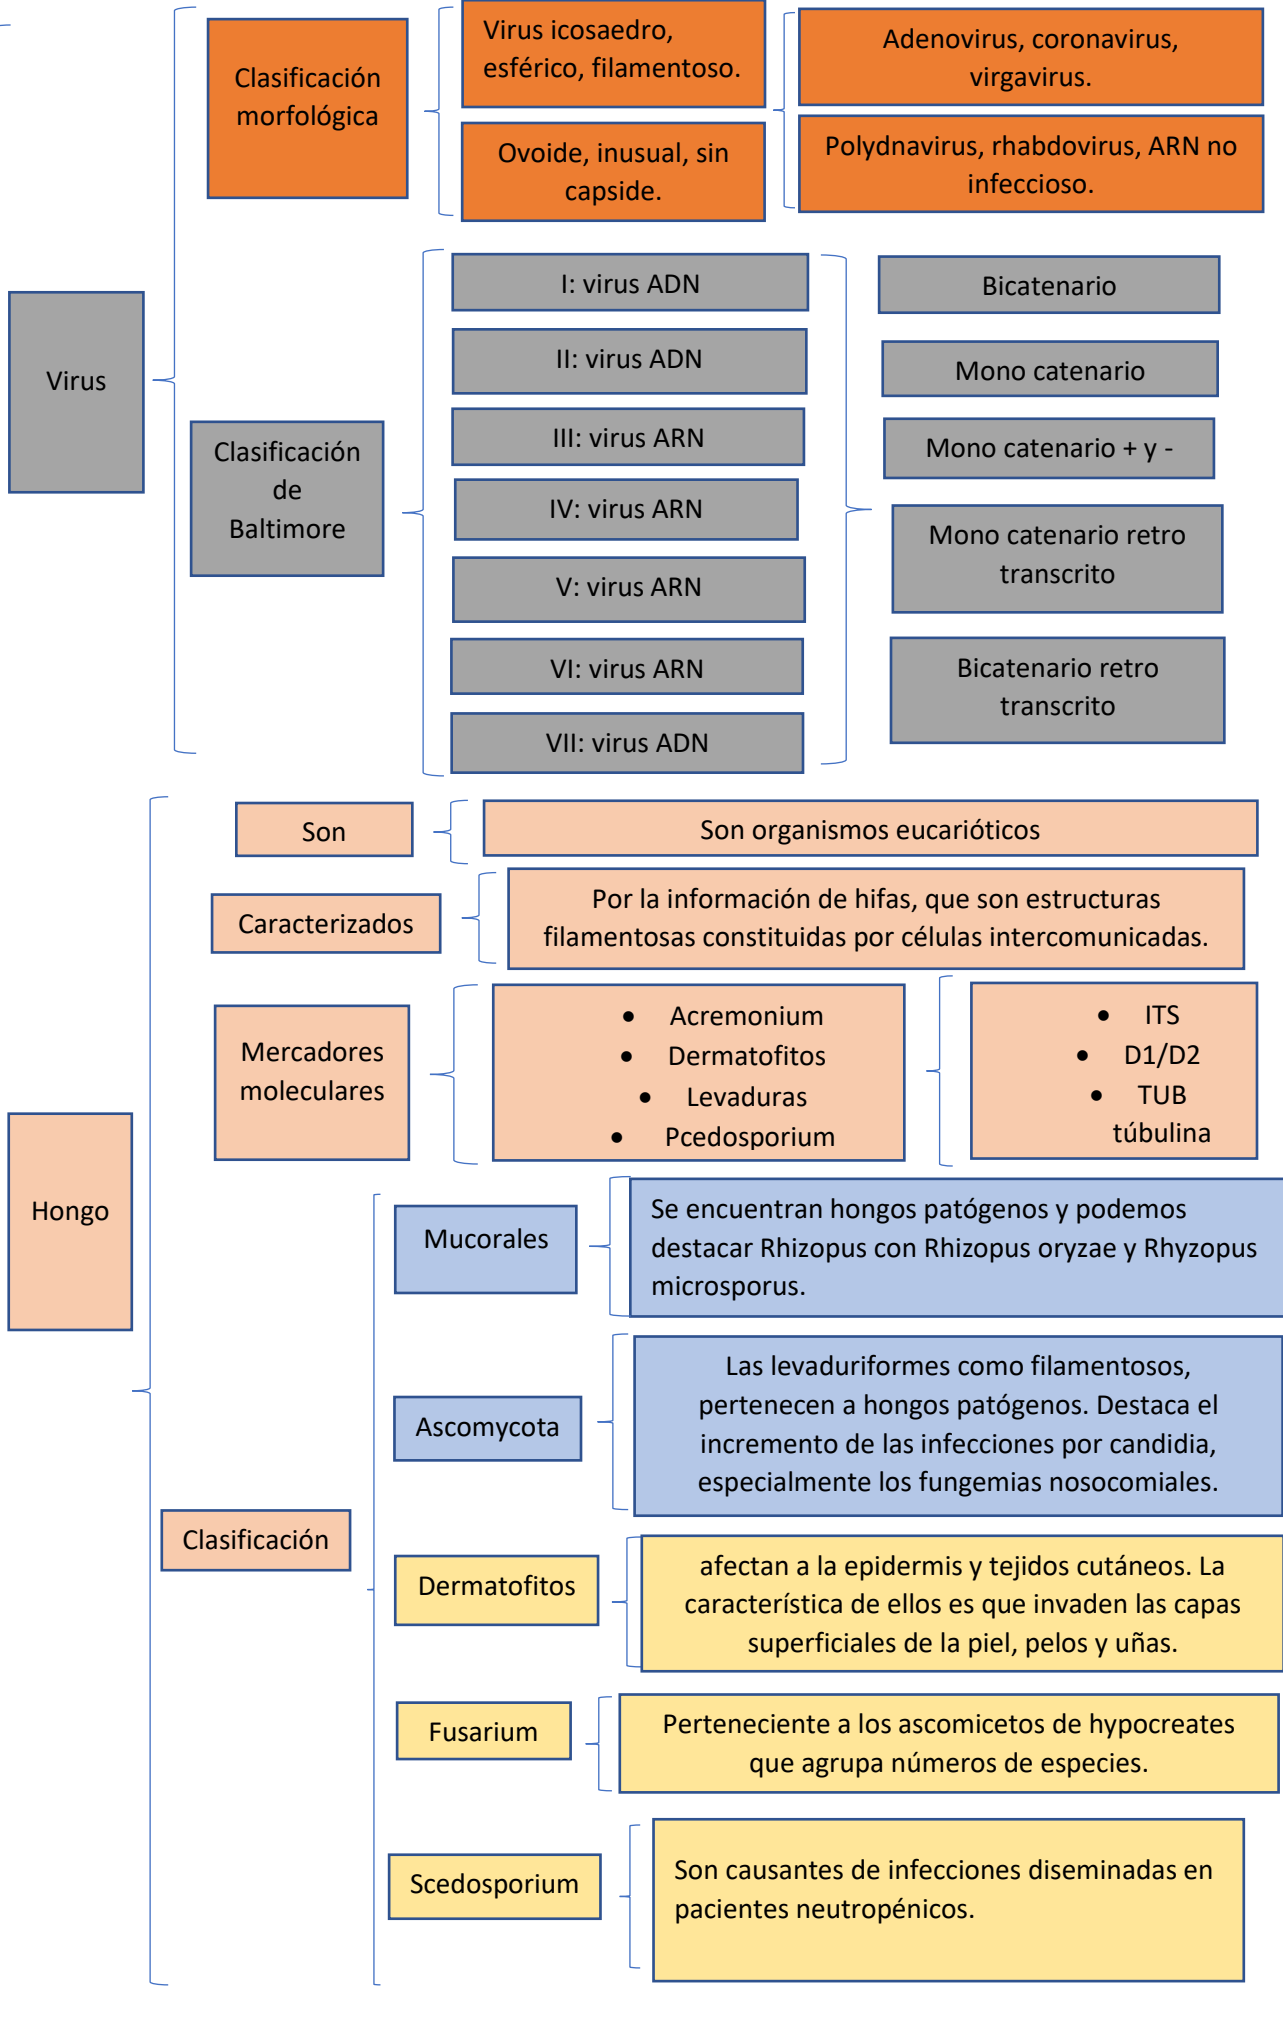 Virus
Clasificación
morfológica
Virus icosaedro,
esférico, filamentoso.
Ovoide, inusual, sin
capside.
Adenovirus, coronavirus,
virgavirus.
Polydnavirus, rhabdovirus, ARN no
infeccioso.
Clasificación
de
Baltimore
I: virus ADN
II: virus ADN
III: virus ARN
IV: virus ARN
V: virus ARN
VI: virus ARN
VII: virus ADN
Bicatenario
Mono catenario
Mono catenario + y -
Mono catenario retro
transcrito
Bicatenario retro
transcrito
Hongo
Son
Son organismos eucarióticos
Caracterizados
Por la información de hifas, que son estructuras
filamentosas constituidas por células intercomunicadas.
Mercadores
moleculares
• Acremonium
• Dermatofitos
• Levaduras
• Pcedosporium
• ITS
• D1/D2
• TUB
túbulina
Clasificación
Mucorales
Se encuentran hongos patógenos y podemos
destacar Rhizopus con Rhizopus oryzae y Rhyzopus
microsporus.
Ascomycota
Las levaduriformes como filamentosos,
pertenecen a hongos patógenos. Destaca el
incremento de las infecciones por candidia,
especialmente los fungemias nosocomiales.
Dermatofitos
afectan a la epidermis y tejidos cutáneos. La
característica de ellos es que invaden las capas
superficiales de la piel, pelos y uñas.
Fusarium
Perteneciente a los ascomicetos de hypocreates
que agrupa números de especies.
Scedosporium
Son causantes de infecciones diseminadas en
pacientes neutropénicos.